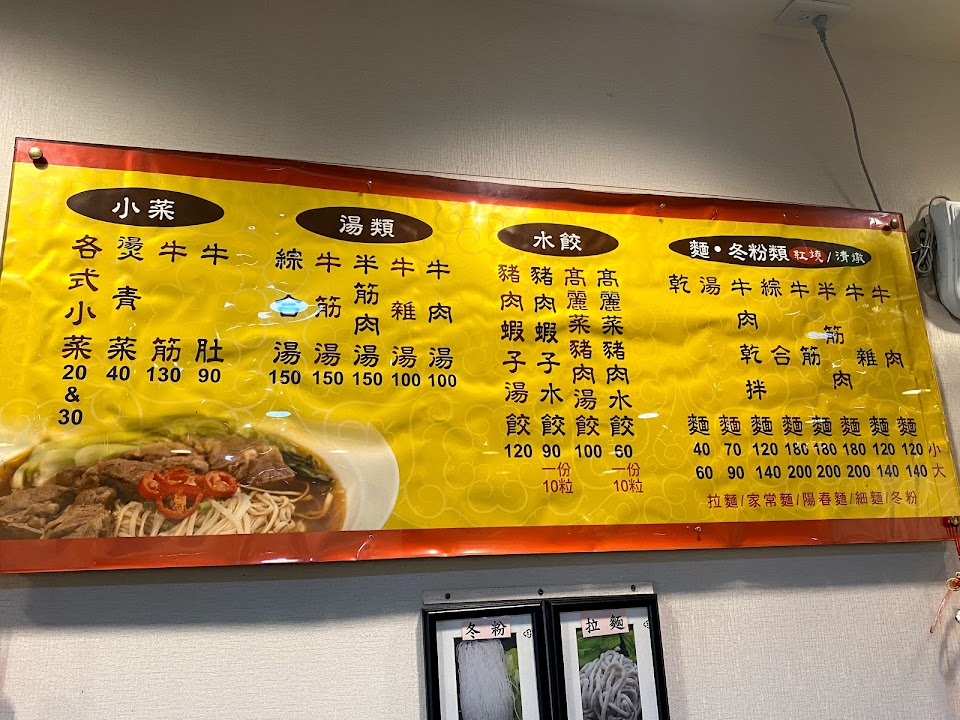 小菜
各式小菜
20
&
30
燙青菜
40
牛筋
130
牛肚
90
湯類
綜湯
150
牛筋湯
150
半筋肉湯
150
牛雜湯
100
牛肉湯
100
水餃
豬肉蝦子湯餃
120
豬肉蝦子水餃
90
一份
10粒
高麗菜豬肉湯餃
100
高麗菜豬肉水餃
60
一份
10粒
麵・冬粉類 紅燒/清燉
乾麵
湯麵
牛肉乾拌麵
綜合麵
牛筋麵
半筋肉麵
牛雜麵
牛肉麵
40 70 120 180 180 180 120 120 小
60 90 140 200 200 200 140 140 大
拉麵/家常麵/陽春麵/細麵/冬粉
冬粉
拉麵